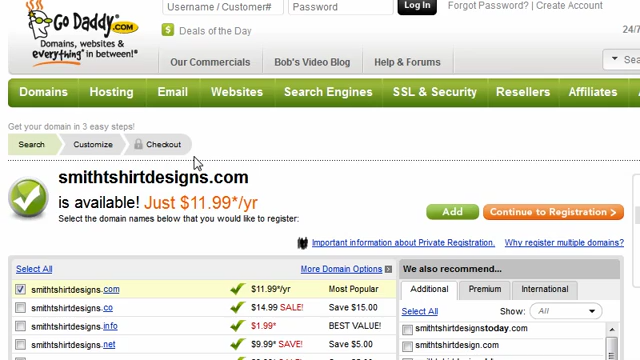 Username / Customer#
Password
Log In
Forgot Password? | Create Account
Go Daddy.COM
Domains, websites &
everything* in between!*
$ Deals of the Day
24/7
Our Commercials
Bob's Video Blog
Help & Forums
Domains
Hosting
Email
Websites
Search Engines
SSL & Security
Resellers
Affiliates
Get your domain in 3 easy steps!
Search
Customize
Checkout
smithtshirtdesigns.com
is available! Just $11.99*/yr
Select the domain names below that you would like to register:
Add
Continue to Registration >
Important information about Private Registration.
Why register multiple domains?
Select All
More Domain Options
smithtshirtdesigns.com
$11.99*/yr
Most Popular
smithtshirtdesigns.co
$14.99 SALE!
Save $15.00
smithtshirtdesigns.info
$1.99*
BEST VALUE!
smithtshirtdesigns.net
$9.99* SALE!
Save $5.00
We also recommend...
Additional
Premium
International
Select All
Show:
All
smithtshirtdesignstoday.com
smithtshirtdesign.com